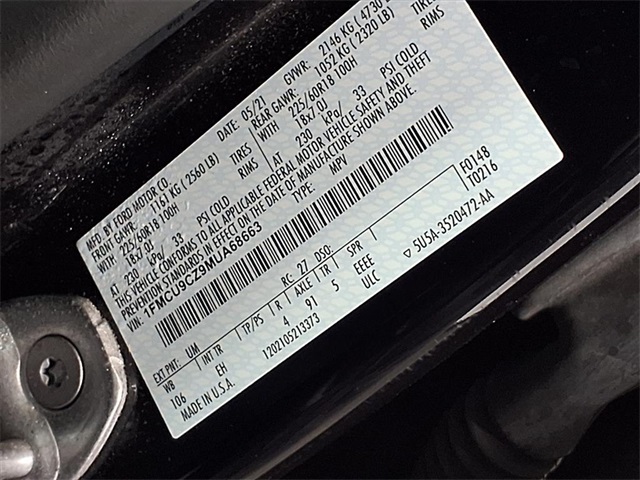 MFD. BY FORD MOTOR CO.
DATE: 05/21 GVWR: 2146 KG ( 4730
FRONT GAWR: 1161 KG ( 2560 LB) REAR GAWR: 1052 KG ( 2320 LB)
WITH 225/60R18 100H TIRES WITH 225/60R18 100H TIRES
18x7.0J RIMS 18x7.0J RIMS
AT 230 kPa/ 33 PSI COLD AT 230 kPa/ 33 PSI COLD
THIS VEHICLE CONFORMS TO ALL APPLICABLE FEDERAL MOTOR VEHICLE SAFETY AND THEFT
PREVENTION STANDARDS IN EFFECT ON THE DATE OF MANUFACTURE SHOWN ABOVE.
VIN: 1FMCU9CZ9MUA68663 TYPE: MPV
F0148
T0216
EXT PNT: UM RC: 27 DSO:
WB INT TR TP/PS R AXLE TR SPR
106 EH 4 91 5 EEEE
MADE IN U.S.A. 120210521337​3 ULC
5U5A-3520472-AA